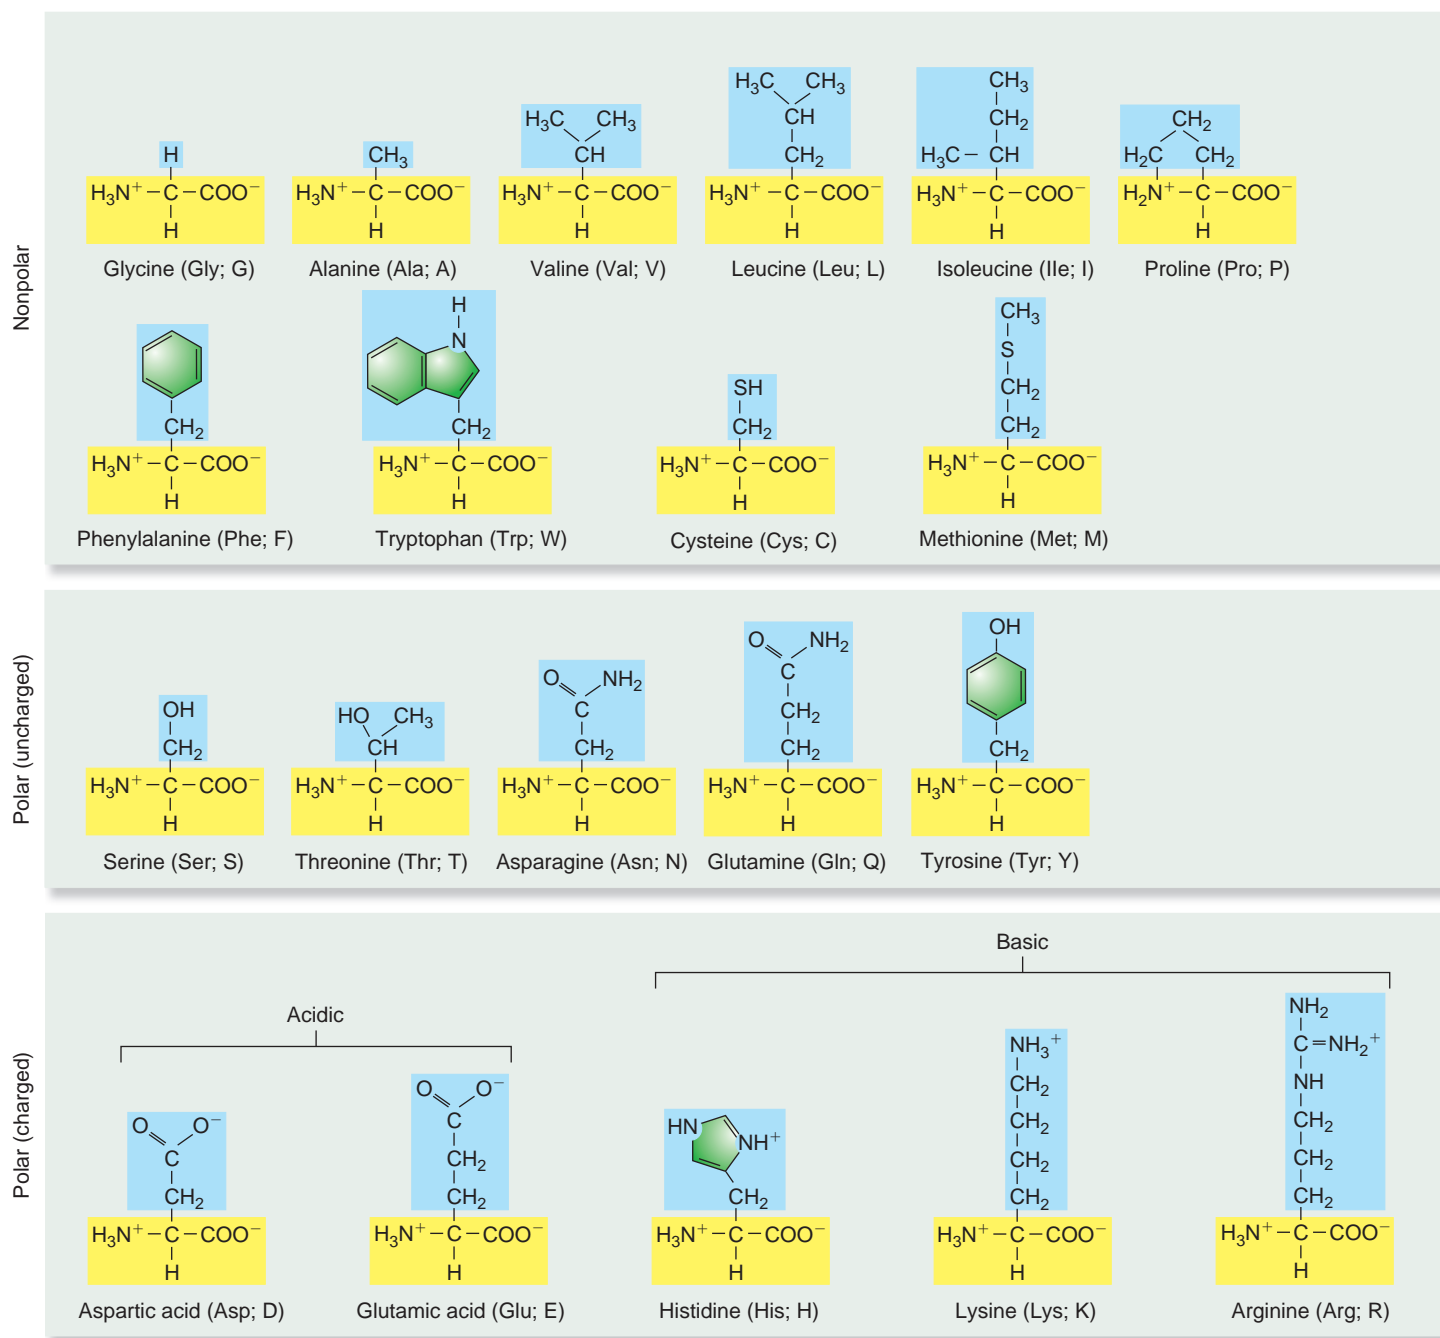 Nonpolar
H
H₃N⁺–C–COO⁻
H
Glycine (Gly; G)
CH₃
H₃N⁺–C–COO⁻
H
Alanine (Ala; A)
H₃C CH₃
CH
H₃N⁺–C–COO⁻
H
Valine (Val; V)
H₃C CH₃
CH
CH₂
H₃N⁺–C–COO⁻
H
Leucine (Leu; L)
CH₃
CH₂
H₃C–CH
H₃N⁺–C–COO⁻
H
Isoleucine (Ile; I)
CH₂
H₂C CH₂
H₂N⁺–C–COO⁻
H
Proline (Pro; P)
CH₂
H₃N⁺–C–COO⁻
H
Phenylalanine (Phe; F)
H
N
CH₂
H₃N⁺–C–COO⁻
H
Tryptophan (Trp; W)
SH
CH₂
H₃N⁺–C–COO⁻
H
Cysteine (Cys; C)
CH₃
S
CH₂
CH₂
H₃N⁺–C–COO⁻
H
Methionine (Met; M)
Polar (uncharged)
OH
CH₂
H₃N⁺–C–COO⁻
H
Serine (Ser; S)
HO CH₃
CH
H₃N⁺–C–COO⁻
H
Threonine (Thr; T)
O NH₂
C
CH₂
H₃N⁺–C–COO⁻
H
Asparagine (Asn; N)
O NH₂
C
CH₂
CH₂
H₃N⁺–C–COO⁻
H
Glutamine (Gln; Q)
OH
CH₂
H₃N⁺–C–COO⁻
H
Tyrosine (Tyr; Y)
Polar (charged)
Acidic
O O⁻
C
CH₂
H₃N⁺–C–COO⁻
H
Aspartic acid (Asp; D)
O O⁻
C
CH₂
CH₂
H₃N⁺–C–COO⁻
H
Glutamic acid (Glu; E)
Basic
HN NH⁺
CH₂
H₃N⁺–C–COO⁻
H
Histidine (His; H)
NH₃⁺
CH₂
CH₂
CH₂
CH₂
H₃N⁺–C–COO⁻
H
Lysine (Lys; K)
NH₂
C=NH₂⁺
NH
CH₂
CH₂
CH₂
H₃N⁺–C–COO⁻
H
Arginine (Arg; R)